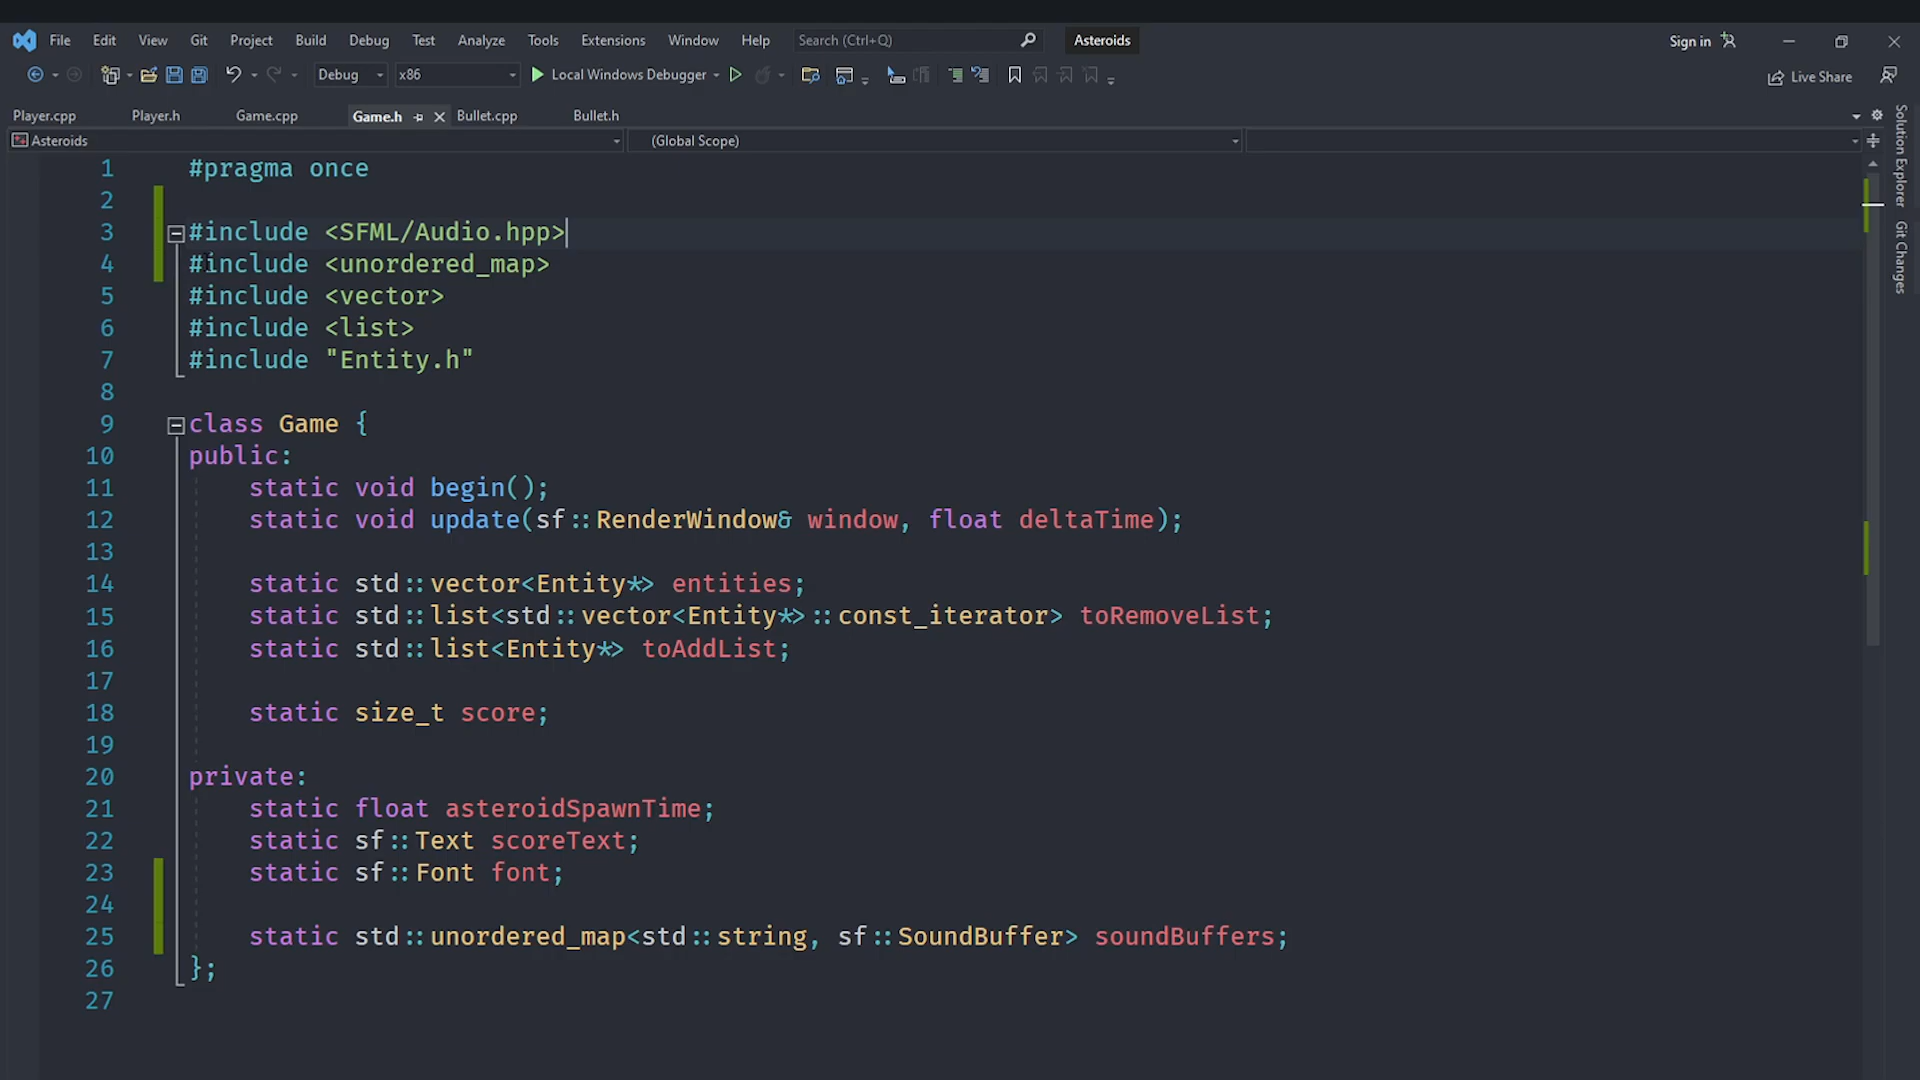 File Edit View Git Project Build Debug Test Analyze Tools Extensions Window Help Search (Ctrl+Q) Asteroids Sign in
Debug x86 Local Windows Debugger Live Share
Player.cpp Player.h Game.cpp Game.h Bullet.cpp Bullet.h
Asteroids (Global Scope)
Solution Explorer
Git Changes
1 #pragma once
2
3 #include <SFML/Audio.hpp>
4 #include <unordered_map>
5 #include <vector>
6 #include <list>
7 #include "Entity.h"
8
9 class Game {
10 public:
11 static void begin();
12 static void update(sf::RenderWindow& window, float deltaTime);
13
14 static std::vector<Entity*> entities;
15 static std::list<std::vector<Entity*>::const_iterator> toRemoveList;
16 static std::list<Entity*> toAddList;
17
18 static size_t score;
19
20 private:
21 static float asteroidSpawnTime;
22 static sf::Text scoreText;
23 static sf::Font font;
24
25 static std::unordered_map<std::string, sf::SoundBuffer> soundBuffers;
26 };
27